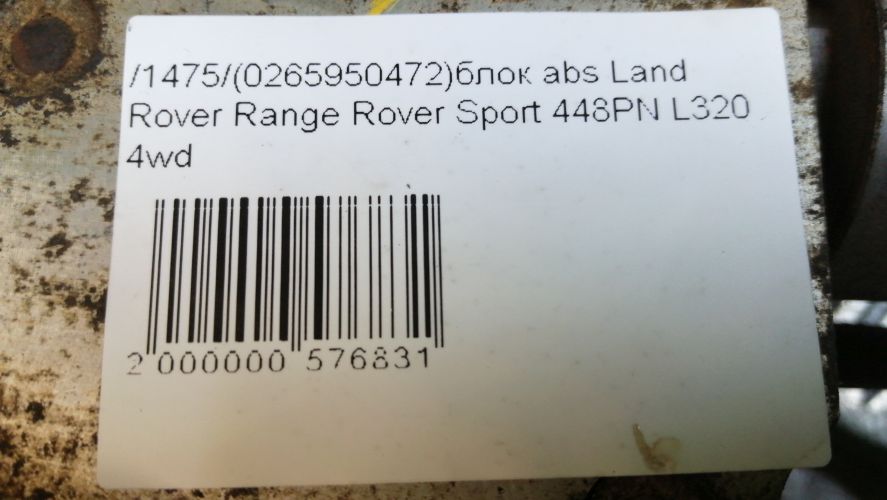 /1475/(0265950472)блок abs Land
Rover Range Rover Sport 448PN L320
4wd
2 000000 576831